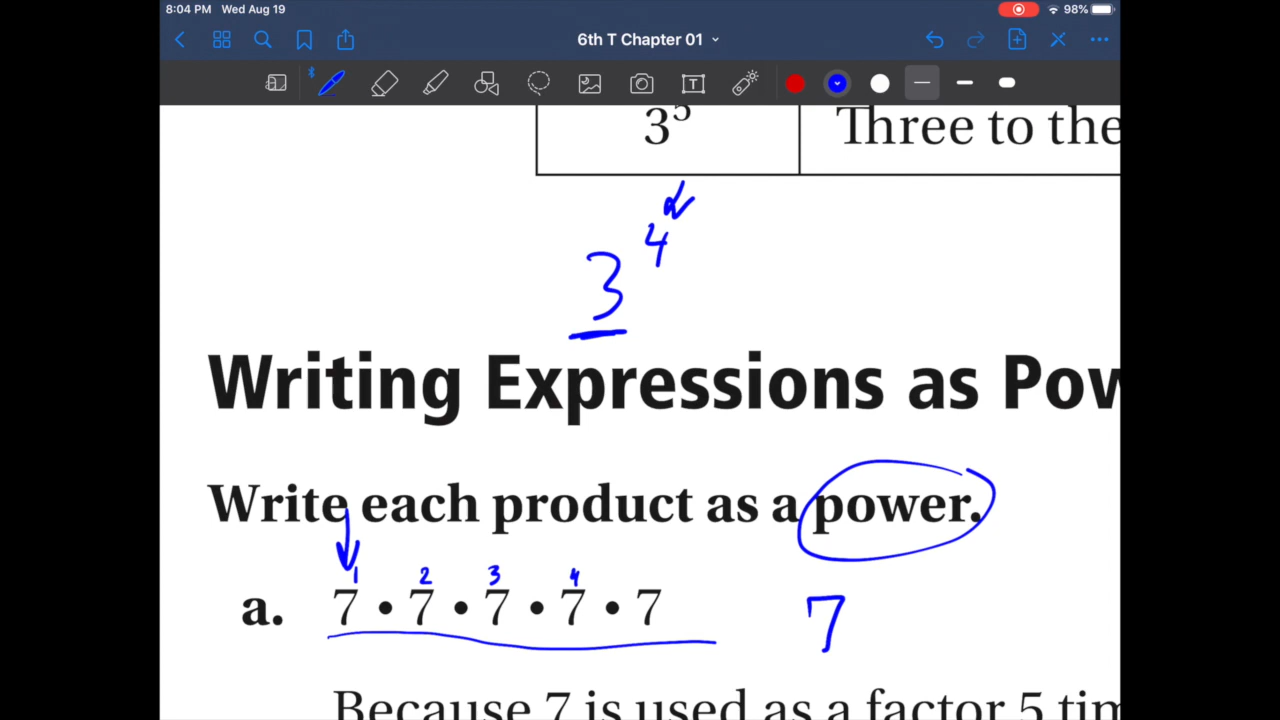 8:04 PM Wed Aug 19 98%
6th T Chapter 01
T
3⁵ Three to the
3⁴
Writing Expressions as Pow
Write each product as a power.
1 2 3 4
a. 7 • 7 • 7 • 7 • 7 7
Because 7 is used as a factor 5 tim